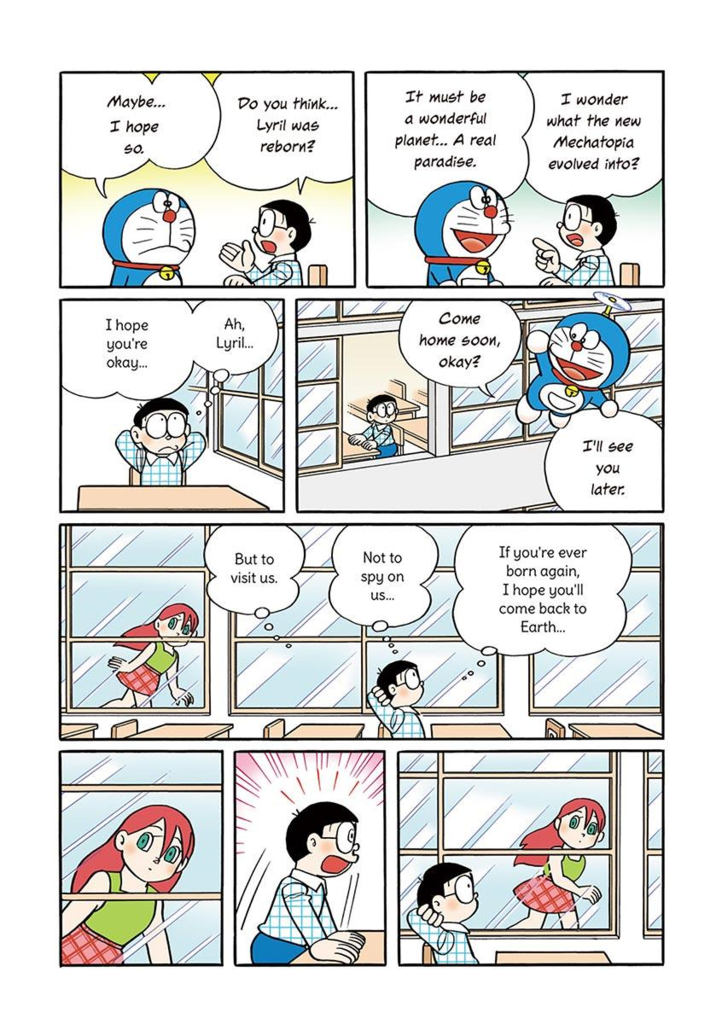 I wonder
what the new
Mechatopia
evolved into?
It must be
a wonderful
planet... A real
paradise.
Do you think...
Lyril was
reborn?
Maybe...
I hope
so.
I'll see
you
later.
Come
home soon,
okay?
Ah,
Lyril...
I hope
you're
okay...
If you're ever
born again,
I hope you'll
come back to
Earth...
Not to
spy on
us...
But to
visit us.